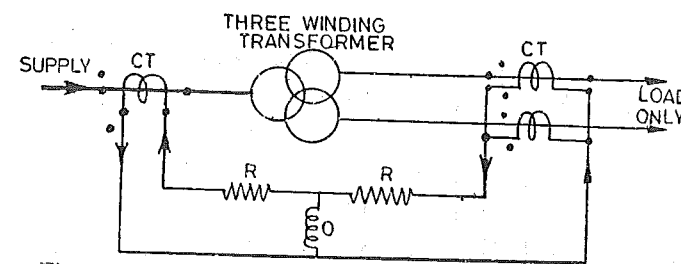 THREE WINDING
TRANSFORMER
SUPPLY
CT
CT
LOAD
ONLY
R
R
O